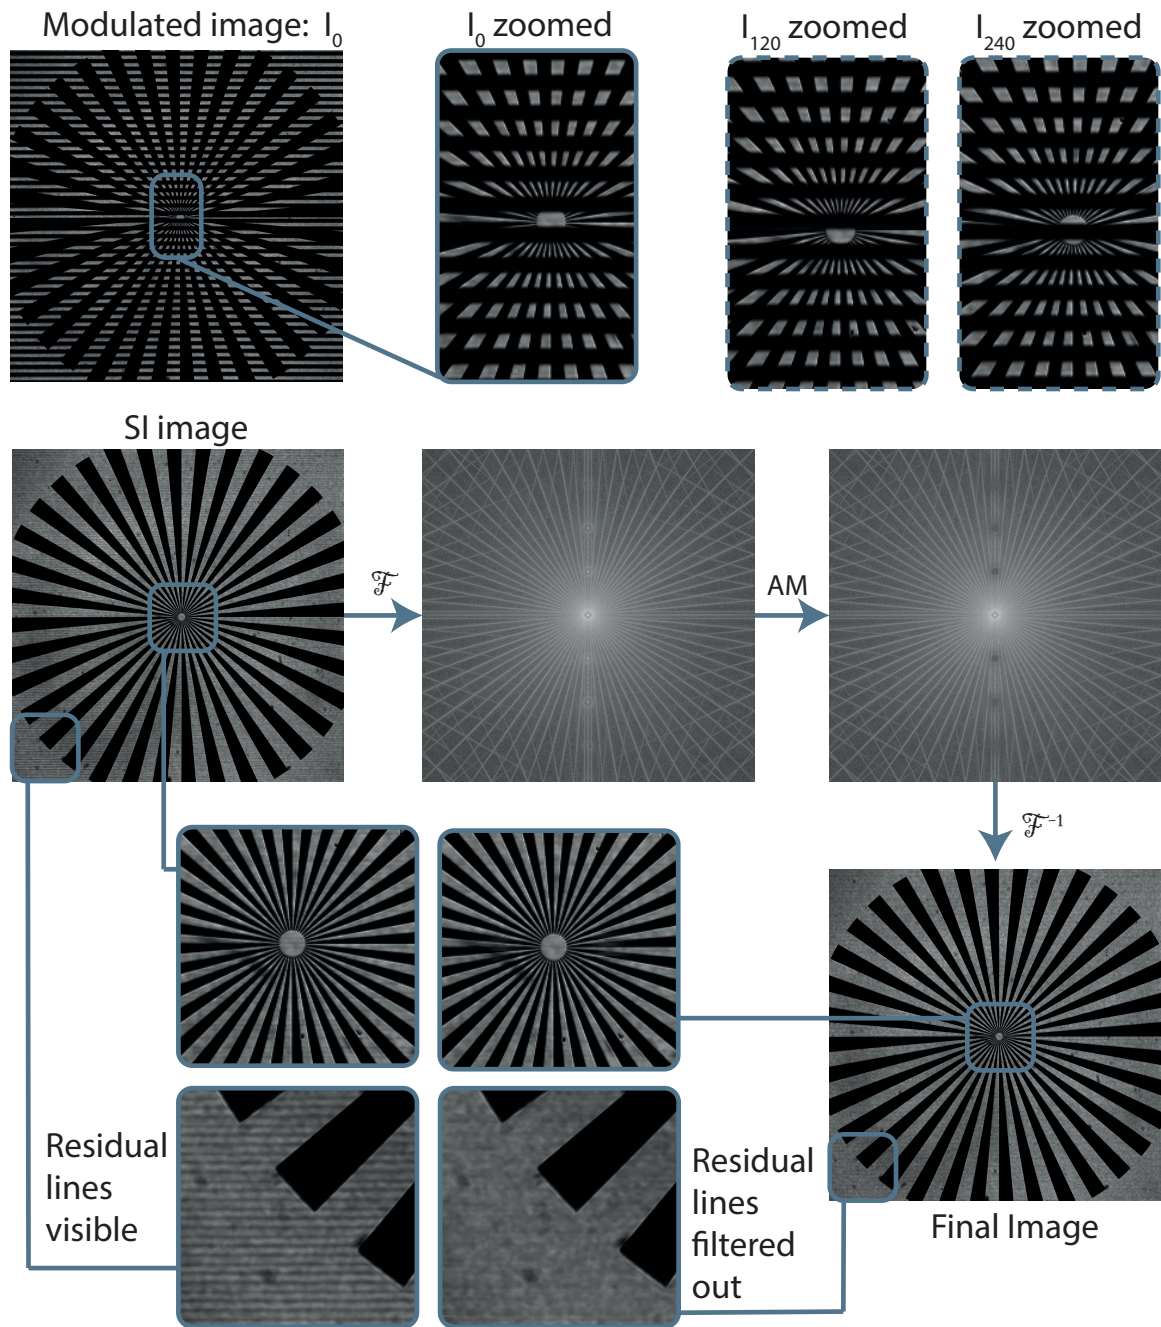 Modulated image: I₀
I₀ zoomed
I₁₂₀ zoomed
I₂₄₀ zoomed
SI image
ℱ
AM
ℱ⁻¹
Residual
lines
visible
Residual
lines
filtered
out
Final Image